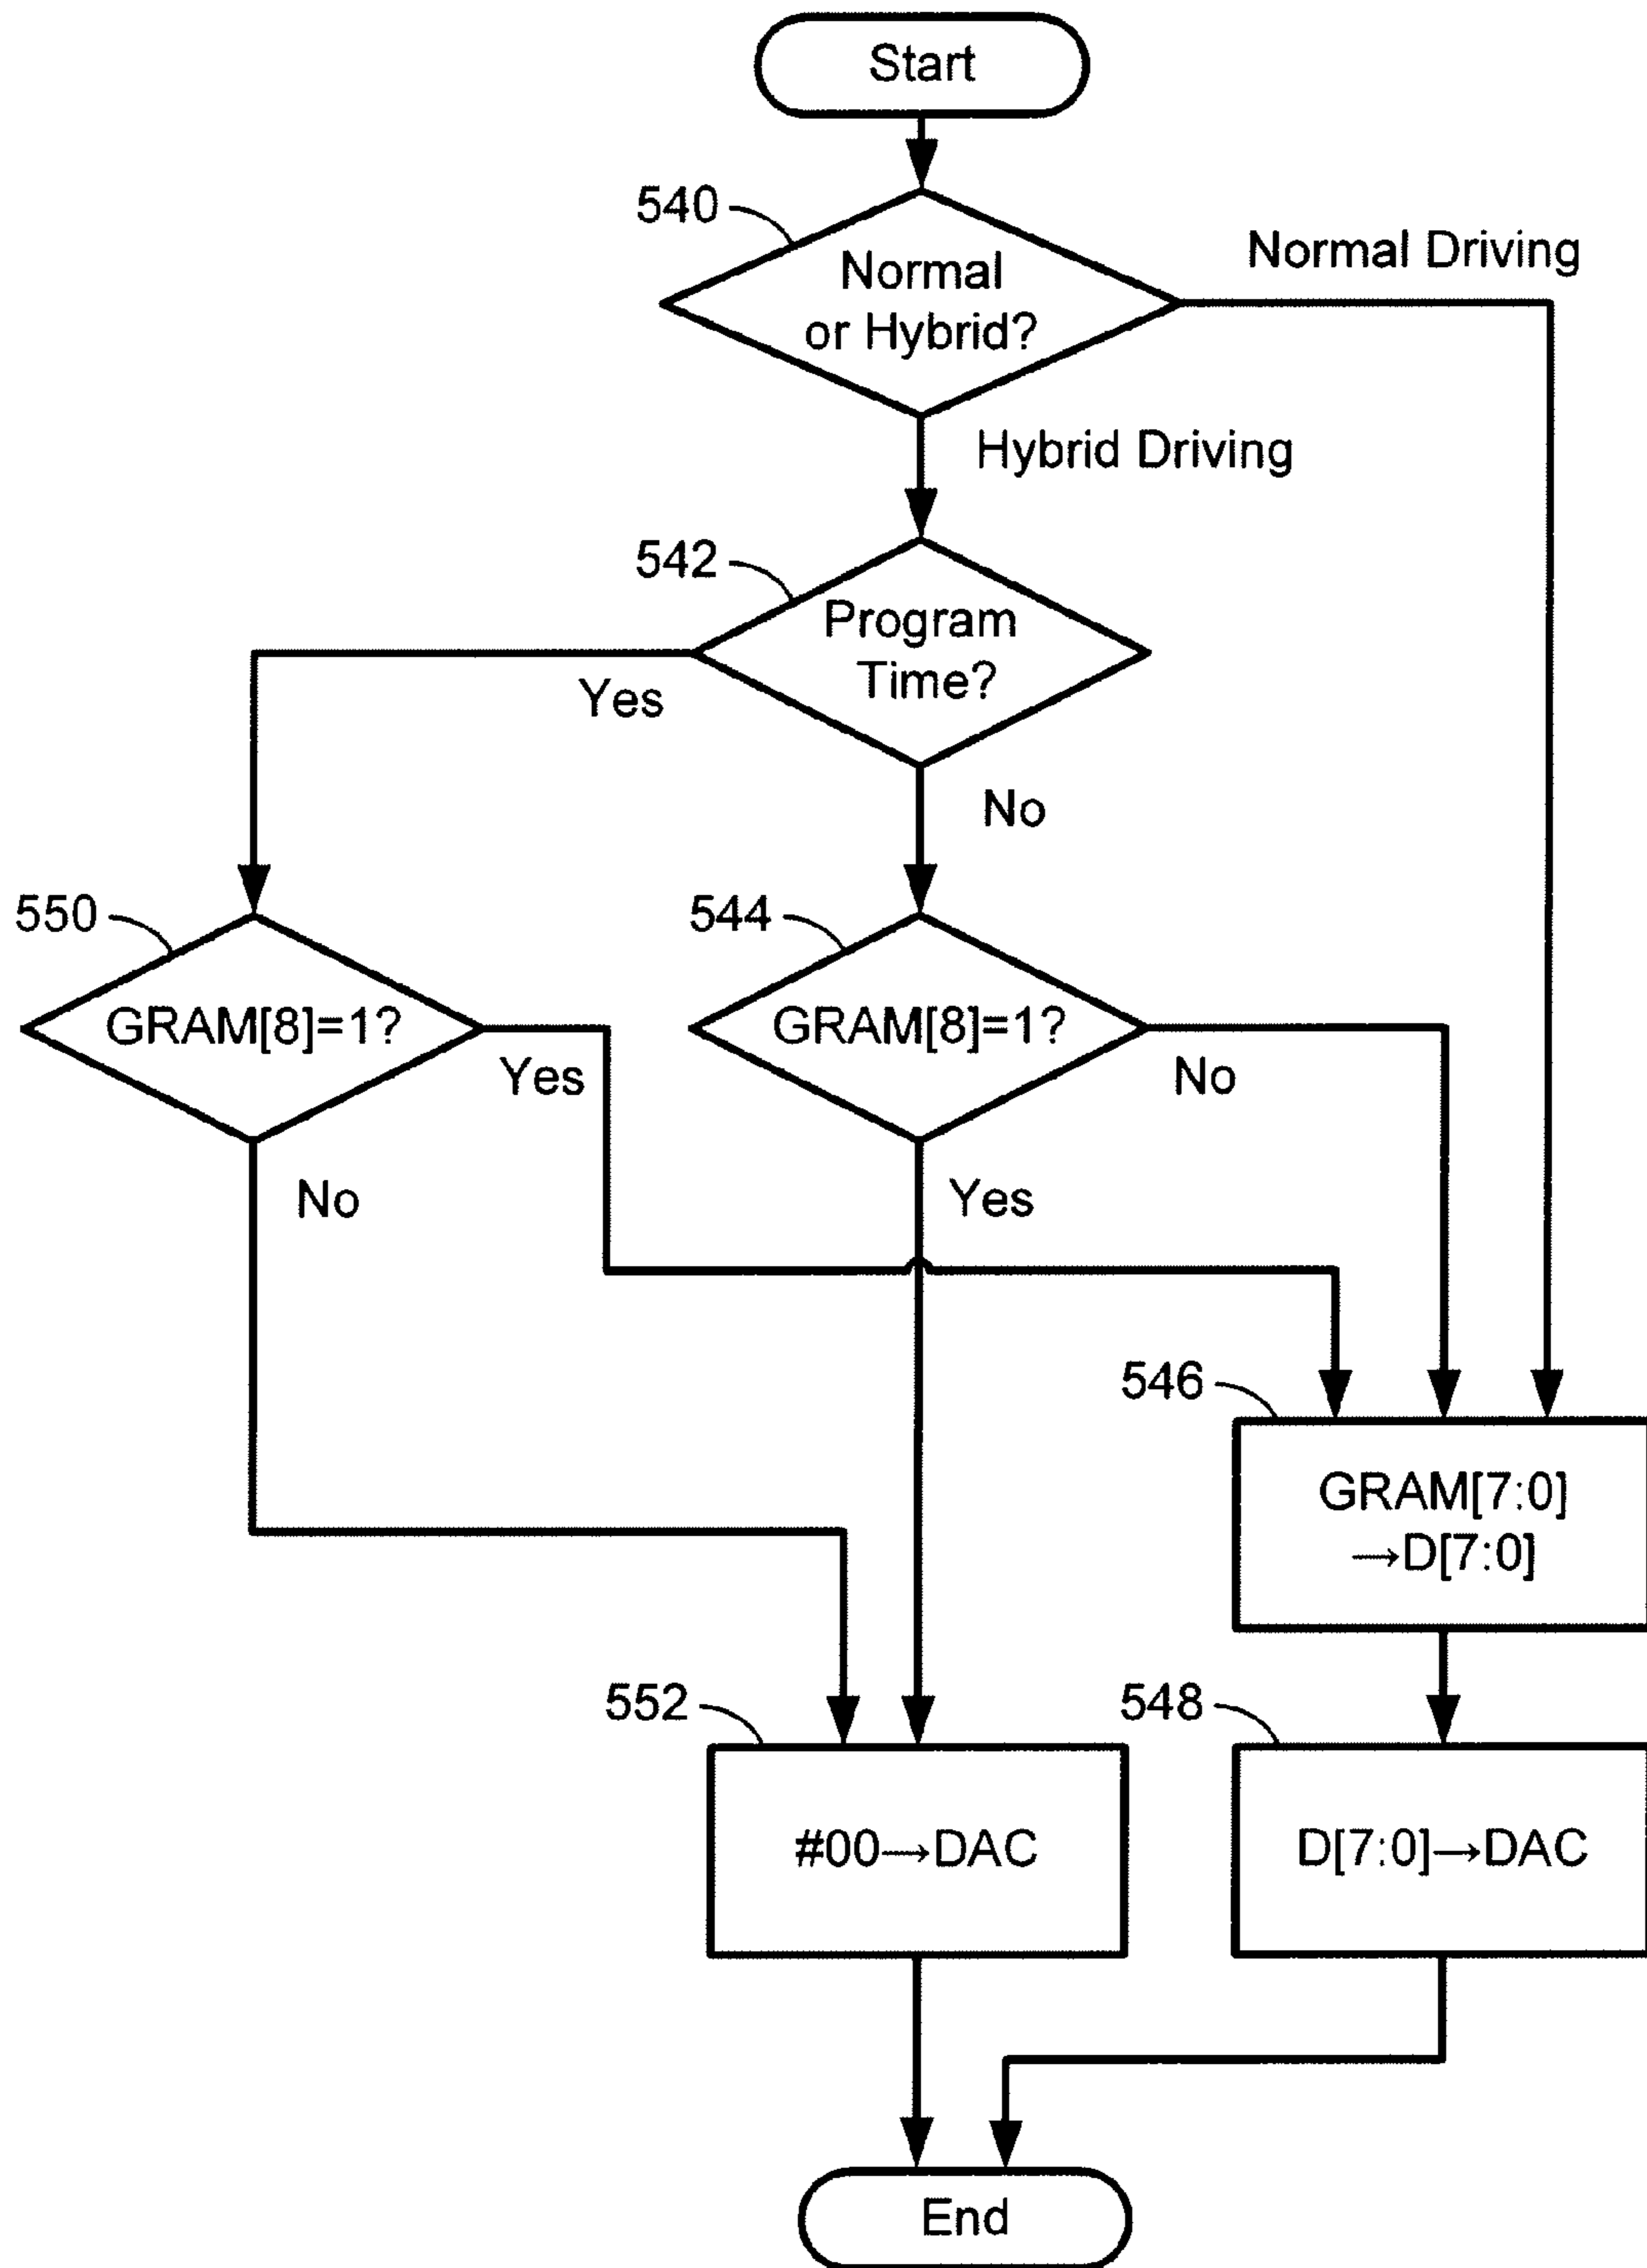 Start
540
Normal
or Hybrid?
Normal Driving
Hybrid Driving
542
Program
Time?
Yes
No
550
GRAM[8]=1?
Yes
No
544
GRAM[8]=1?
No
Yes
546
GRAM[7:0]
→D[7:0]
552
#00→DAC
548
D[7:0]→DAC
End